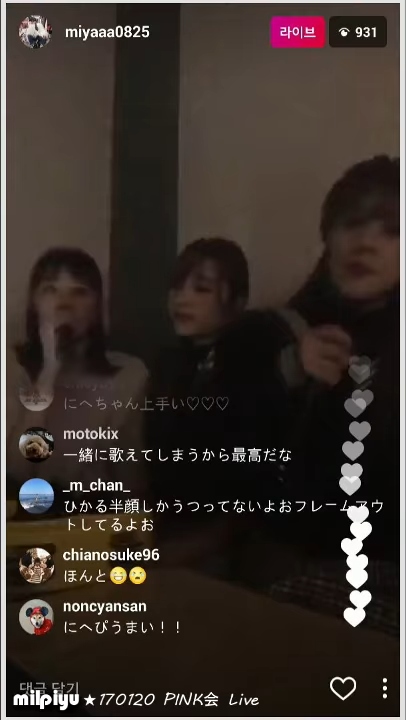 miyaaa0825
라이브
931
にへちゃん上手い♡♡♡
motokix
一緒に歌えてしまうから最高だな
_m_chan_
ひかる半顔しかうつってないよおフレームアウ
トしてるよお
chianosuke96
ほんと😁😨
noncyansan
にへぴうまい！！
댓글 달기
milpiyu ★170120 PINK会 Live